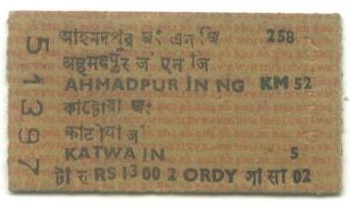 51397
আহমদপুর জং এন জি 258
अहमदपुर जं एन जि
AHMADPUR JN NG KM 52
কাটোয়া জং
काटोया जं
KATWA JN 5
टा रु RS 13 00 2 ORDY गा सा 02